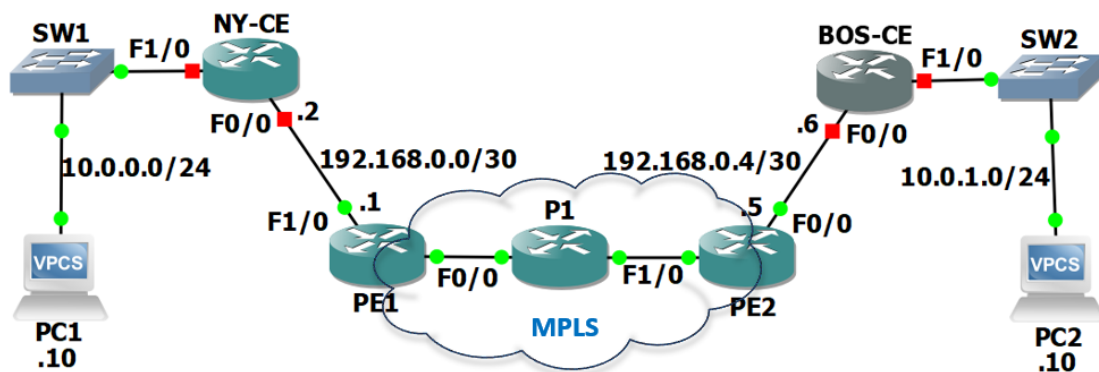 NY-CE
SW1
F1/0
F0/0
.2
10.0.0.0/24
192.168.0.0/30
F1/0
.1
VPCS
PC1
.10
PE1
F0/0
P1
F1/0
MPLS
PE2
.5
F0/0
192.168.0.4/30
BOS-CE
.6
F0/0
F1/0
SW2
10.0.1.0/24
VPCS
PC2
.10